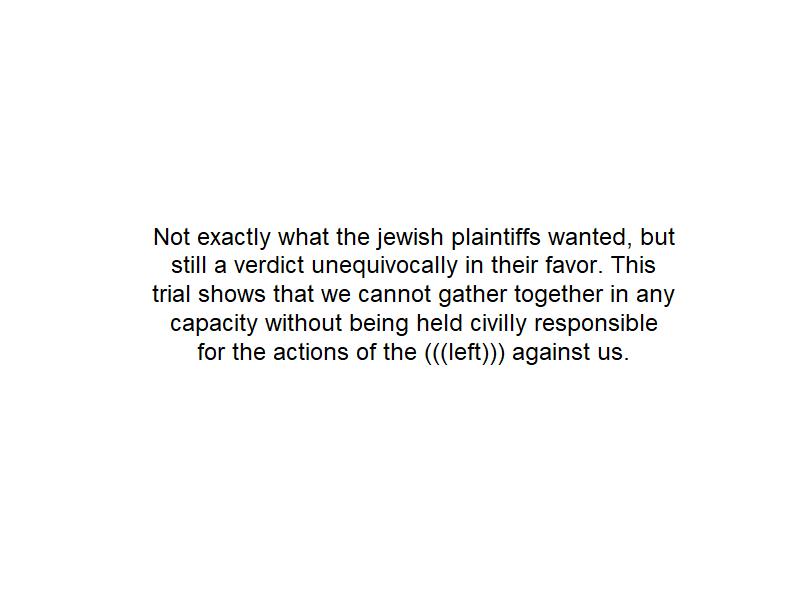 Not exactly what the jewish plaintiffs wanted, but
still a verdict unequivocally in their favor. This
trial shows that we cannot gather together in any
capacity without being held civilly responsible
for the actions of the (((left))) against us.